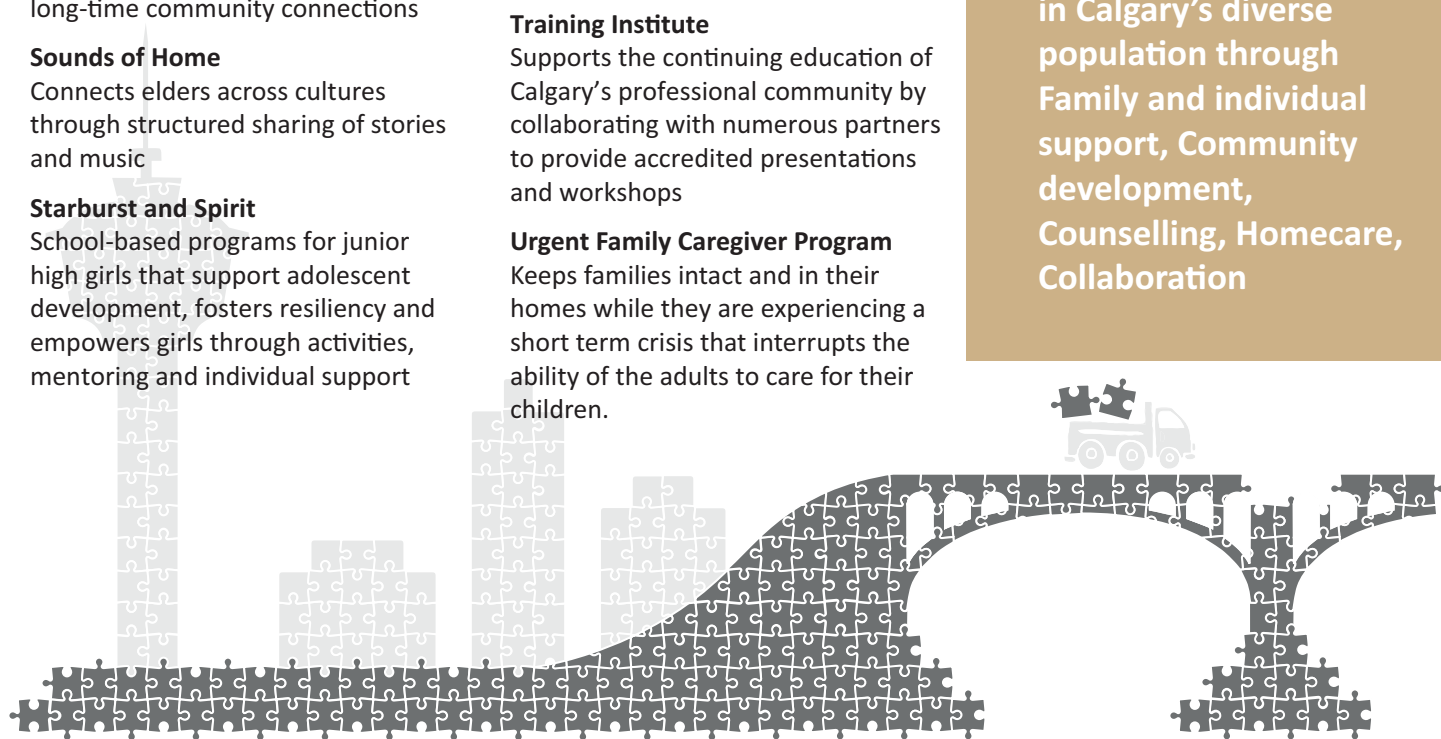 long-time community connections
Sounds of Home
Connects elders across cultures
through structured sharing of stories
and music
Starburst and Spirit
School-based programs for junior
high girls that support adolescent
development, fosters resiliency and
empowers girls through activities,
mentoring and individual support
Training Institute
Supports the continuing education of
Calgary's professional community by
collaborating with numerous partners
to provide accredited presentations
and workshops
Urgent Family Caregiver Program
Keeps families intact and in their
homes while they are experiencing a
short term crisis that interrupts the
ability of the adults to care for their
children.
in Calgary's diverse
population through
Family and individual
support, Community
development,
Counselling, Homecare,
Collaboration